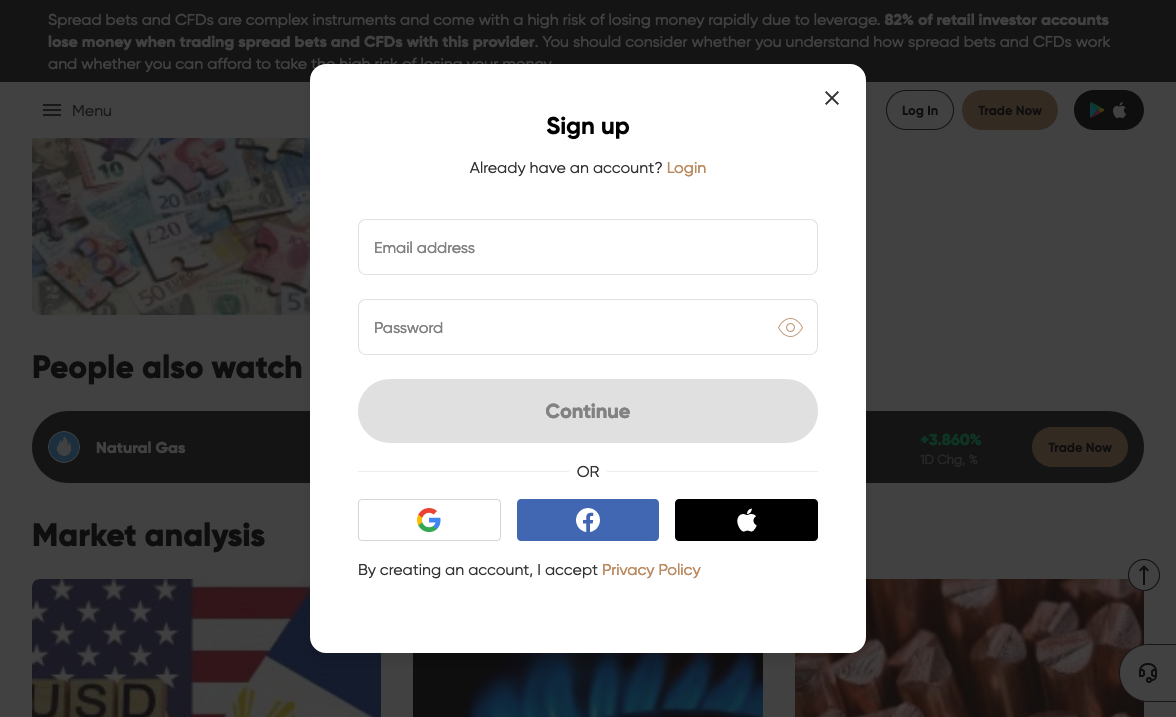 Spread bets and CFDs are complex instruments and come with a high risk of losing money rapidly due to leverage. 82% of retail investor accounts
lose money when trading spread bets and CFDs with this provider. You should consider whether you understand how spread bets and CFDs work
and whether you can afford to take the high risk of losing your money.
Menu
Log In
Trade Now
Sign up
Already have an account? Login
Email address
Password
Continue
OR
By creating an account, I accept Privacy Policy
10
20
£20
50
5
People also watch
Natural Gas
+3.860%
1D Chg, %
Trade Now
Market analysis
USD